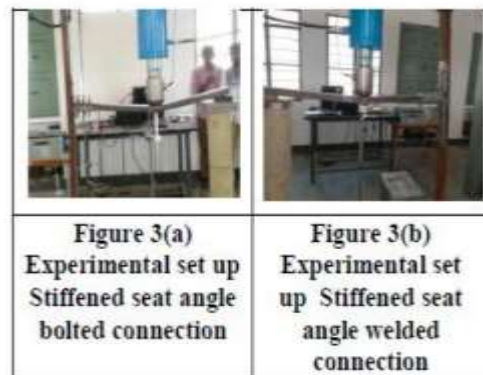 Figure 3(a)
Experimental set up
Stiffened seat angle
bolted connection
Figure 3(b)
Experimental set
up Stiffened seat
angle welded
connection